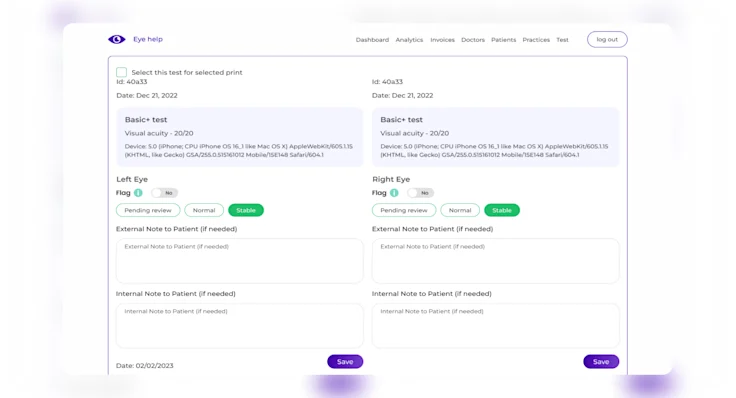 Eye help
Dashboard Analytics Invoices Doctors Patients Practices Test
log out
Select this test for selected print
Id: 40a33
Date: Dec 21, 2022
Basic+ test
Visual acuity - 20/20
Device: 5.0 (iPhone; CPU iPhone OS 16_1 like Mac OS X) AppleWebKit/605.1.15
(KHTML, like Gecko) GSA/255.0.515161012 Mobile/15E148 Safari/604.1
Left Eye
Flag i No
Pending review Normal Stable
External Note to Patient (if needed)
External Note to Patient (if needed)
Internal Note to Patient (if needed)
Internal Note to Patient (if needed)
Save
Date: 02/02/2023
Id: 40a33
Date: Dec 21, 2022
Basic+ test
Visual acuity - 20/20
Device: 5.0 (iPhone; CPU iPhone OS 16_1 like Mac OS X) AppleWebKit/605.1.15
(KHTML, like Gecko) GSA/255.0.515161012 Mobile/15E148 Safari/604.1
Right Eye
Flag i No
Pending review Normal Stable
External Note to Patient (if needed)
External Note to Patient (if needed)
Internal Note to Patient (if needed)
Internal Note to Patient (if needed)
Save